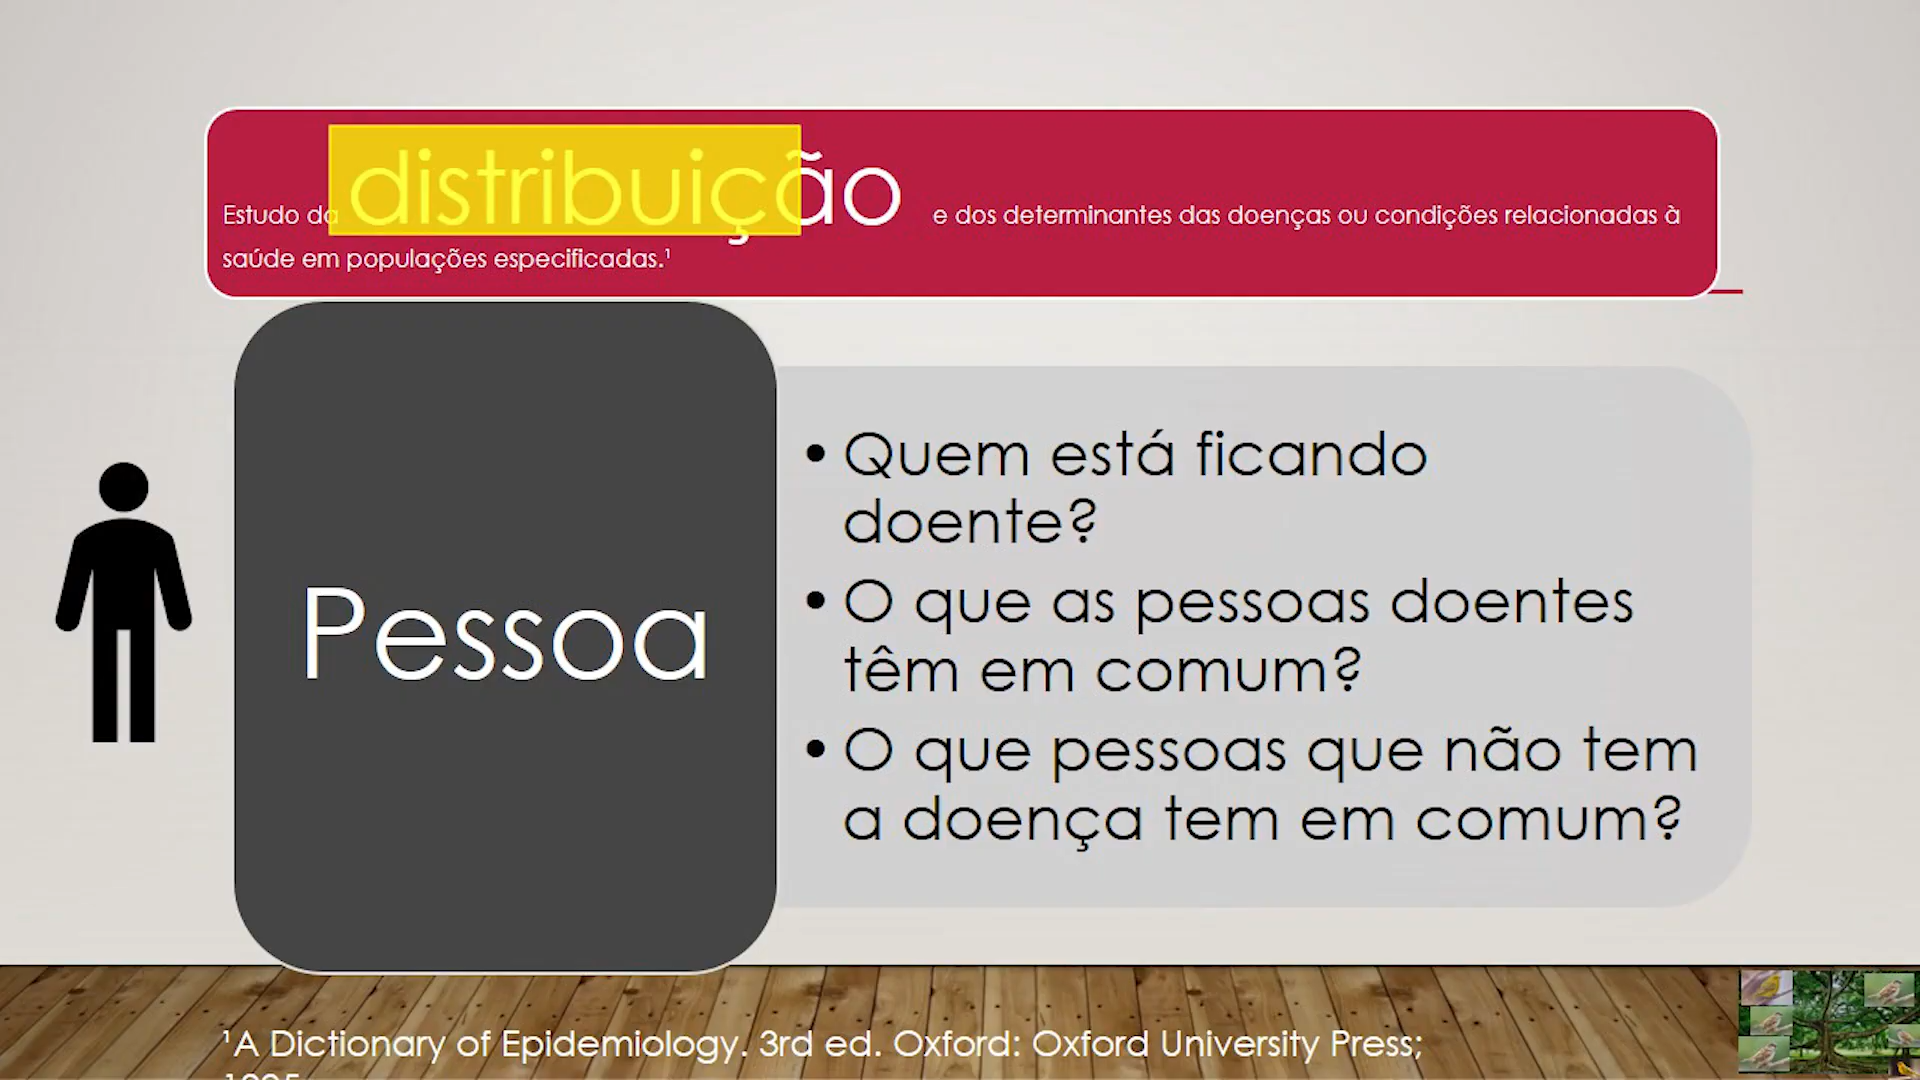 Estudo da distribuição e dos determinantes das doenças ou condições relacionadas à
saúde em populações especificadas.¹
Pessoa
• Quem está ficando
doente?
• O que as pessoas doentes
têm em comum?
• O que pessoas que não tem
a doença tem em comum?
¹A Dictionary of Epidemiology. 3rd ed. Oxford: Oxford University Press;